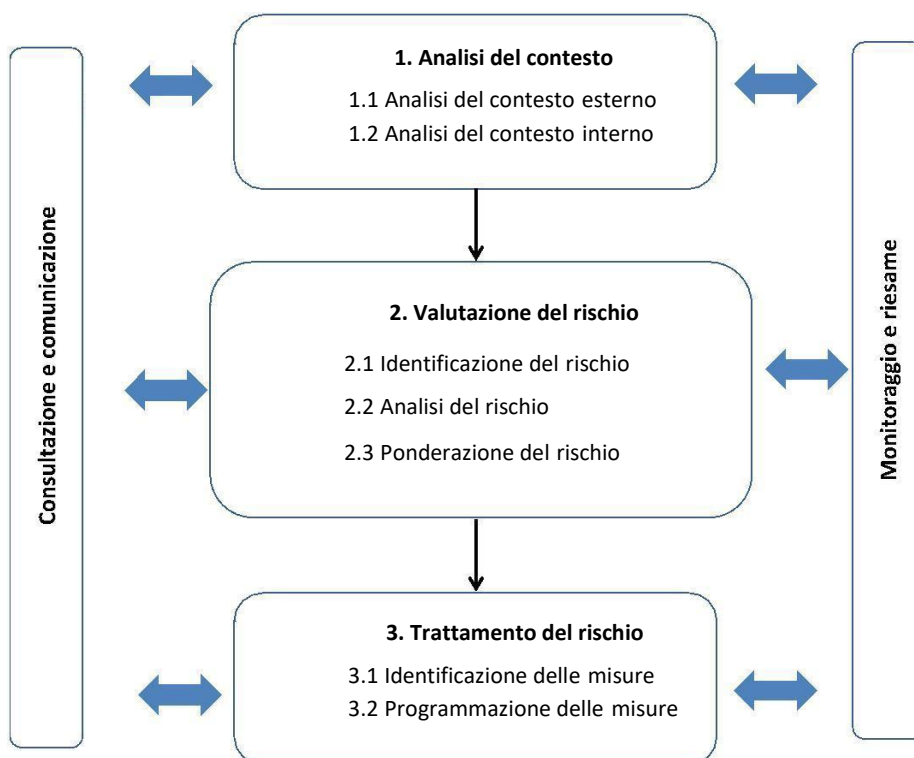 Consultazione e comunicazione
1. Analisi del contesto
1.1 Analisi del contesto esterno
1.2 Analisi del contesto interno
2. Valutazione del rischio
2.1 Identificazione del rischio
2.2 Analisi del rischio
2.3 Ponderazione del rischio
3. Trattamento del rischio
3.1 Identificazione delle misure
3.2 Programmazione delle misure
Monitoraggio e riesame